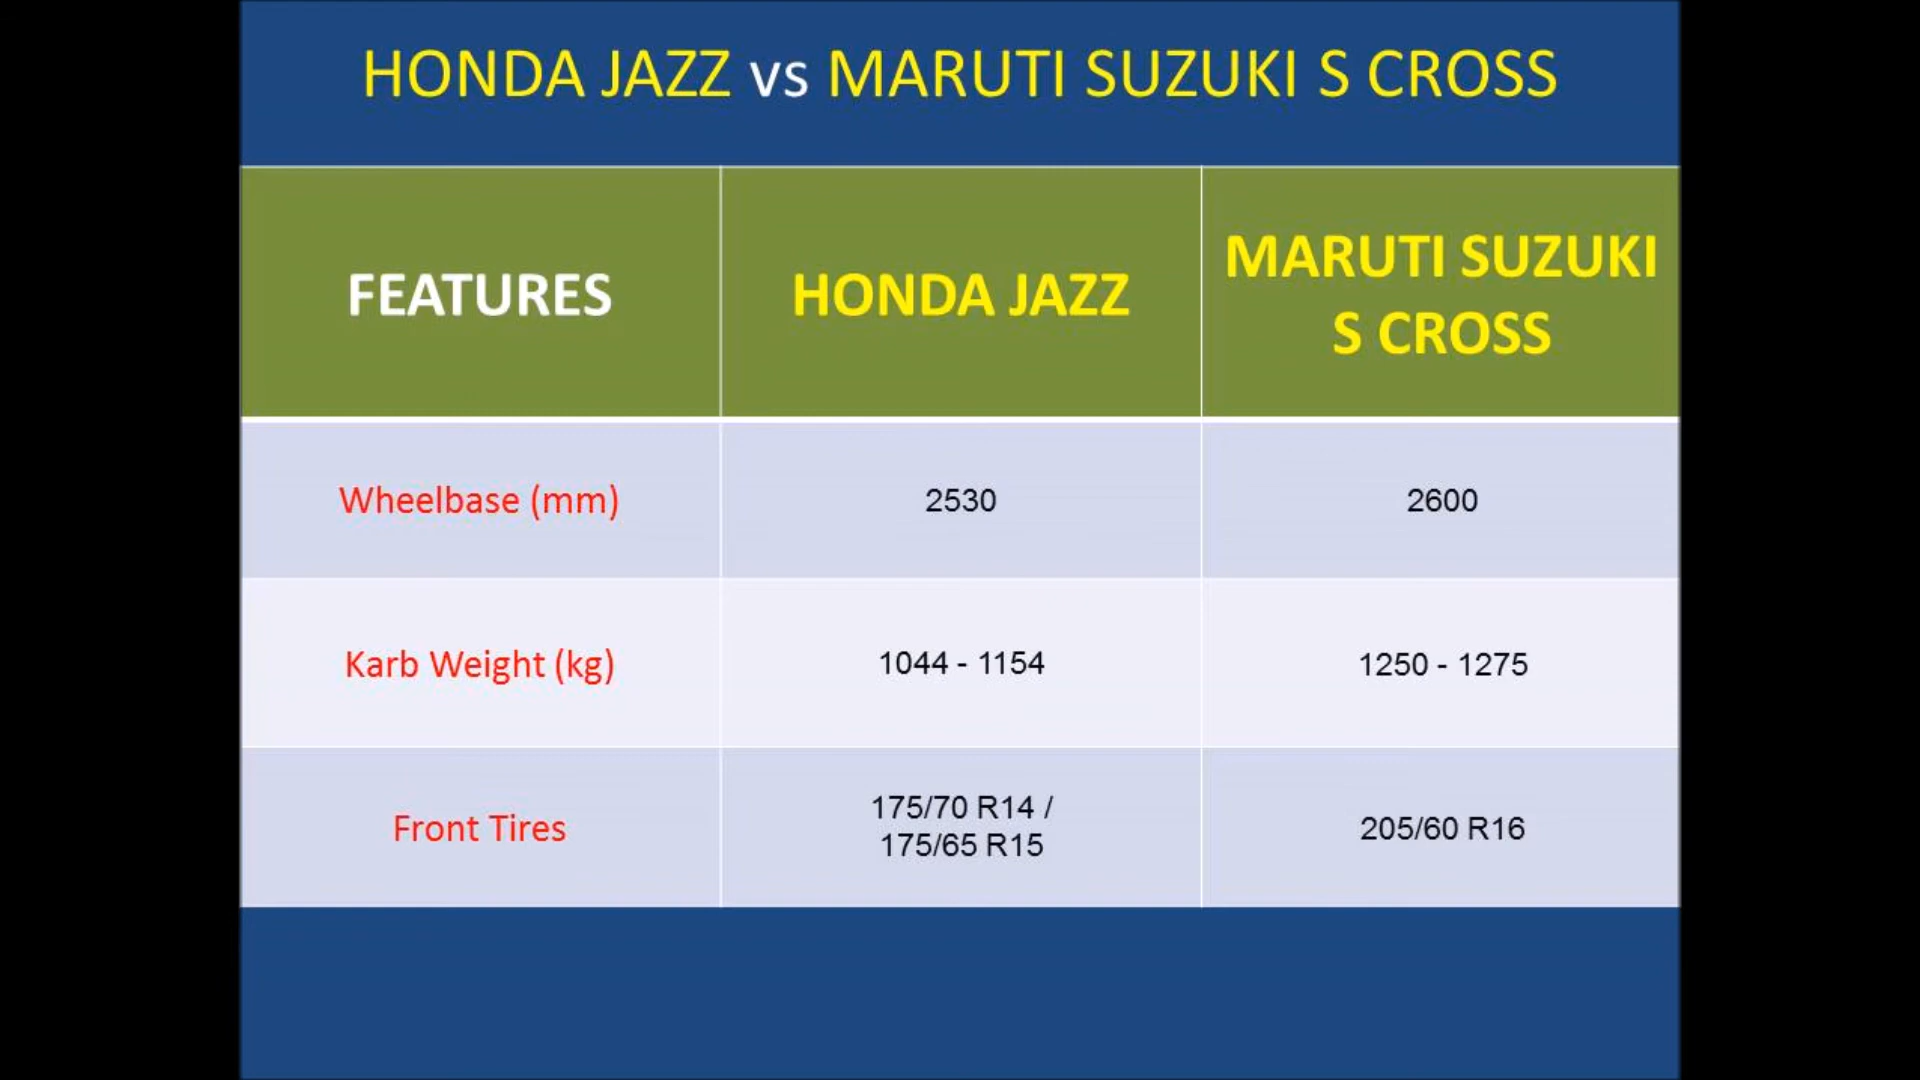 HONDA JAZZ vs MARUTI SUZUKI S CROSS
FEATURES
HONDA JAZZ
MARUTI SUZUKI
S CROSS
Wheelbase (mm)
2530
2600
Karb Weight (kg)
1044 - 1154
1250 - 1275
Front Tires
175/70 R14 /
175/65 R15
205/60 R16